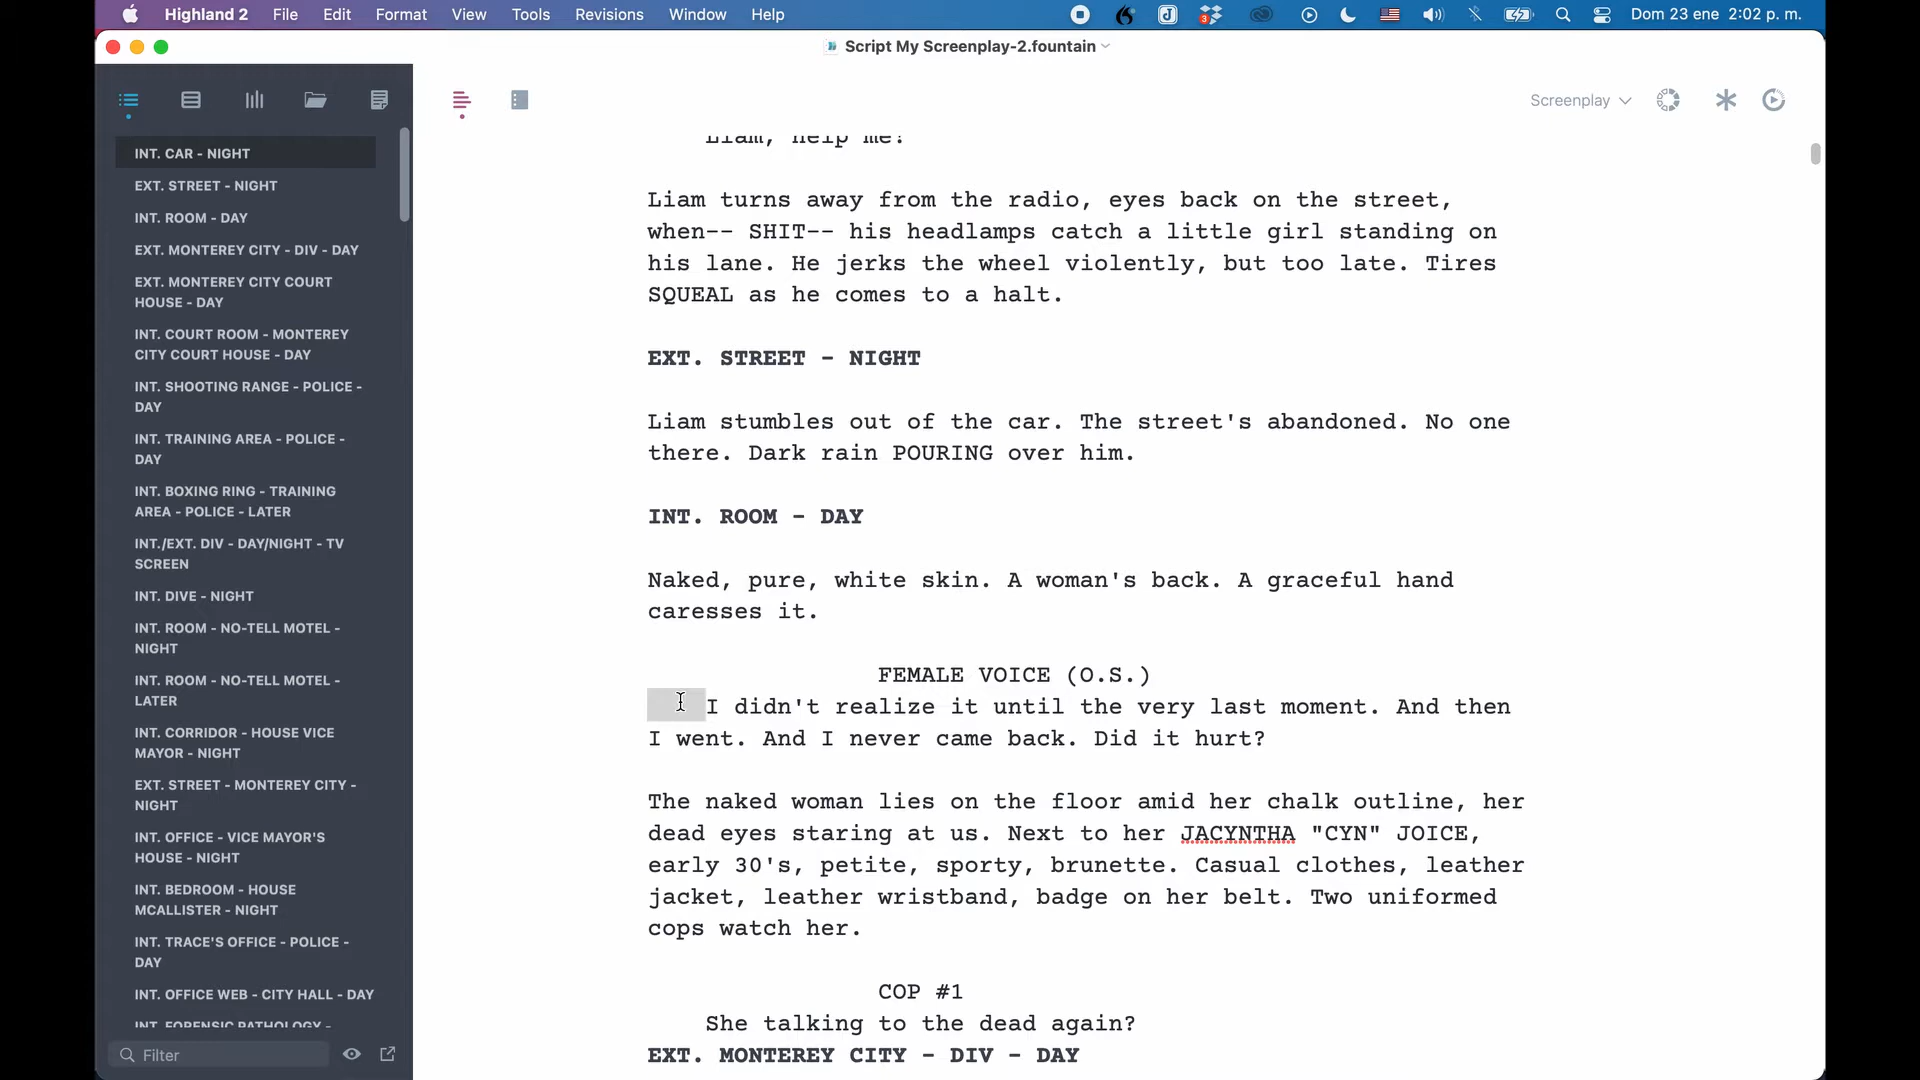 Highland 2 File Edit Format View Tools Revisions Window Help 3 Dom 23 ene 2:02 p. m.
Script My Screenplay-2.fountain
Screenplay
INT. CAR - NIGHT
EXT. STREET - NIGHT
INT. ROOM - DAY
EXT. MONTEREY CITY - DIV - DAY
EXT. MONTEREY CITY COURT
HOUSE - DAY
INT. COURT ROOM - MONTEREY
CITY COURT HOUSE - DAY
INT. SHOOTING RANGE - POLICE -
DAY
INT. TRAINING AREA - POLICE -
DAY
INT. BOXING RING - TRAINING
AREA - POLICE - LATER
INT./EXT. DIV - DAY/NIGHT - TV
SCREEN
INT. DIVE - NIGHT
INT. ROOM - NO-TELL MOTEL -
NIGHT
INT. ROOM - NO-TELL MOTEL -
LATER
INT. CORRIDOR - HOUSE VICE
MAYOR - NIGHT
EXT. STREET - MONTEREY CITY -
NIGHT
INT. OFFICE - VICE MAYOR'S
HOUSE - NIGHT
INT. BEDROOM - HOUSE
MCALLISTER - NIGHT
INT. TRACE'S OFFICE - POLICE -
DAY
INT. OFFICE WEB - CITY HALL - DAY
INT. FORENSIC PATHOLOGY -
Filter
Liam, help me!
Liam turns away from the radio, eyes back on the street,
when-- SHIT-- his headlamps catch a little girl standing on
his lane. He jerks the wheel violently, but too late. Tires
SQUEAL as he comes to a halt.
EXT. STREET - NIGHT
Liam stumbles out of the car. The street's abandoned. No one
there. Dark rain POURING over him.
INT. ROOM - DAY
Naked, pure, white skin. A woman's back. A graceful hand
caresses it.
FEMALE VOICE (O.S.)
I didn't realize it until the very last moment. And then
I went. And I never came back. Did it hurt?
The naked woman lies on the floor amid her chalk outline, her
dead eyes staring at us. Next to her JACYNTHA "CYN" JOICE,
early 30's, petite, sporty, brunette. Casual clothes, leather
jacket, leather wristband, badge on her belt. Two uniformed
cops watch her.
COP #1
She talking to the dead again?
EXT. MONTEREY CITY - DIV - DAY